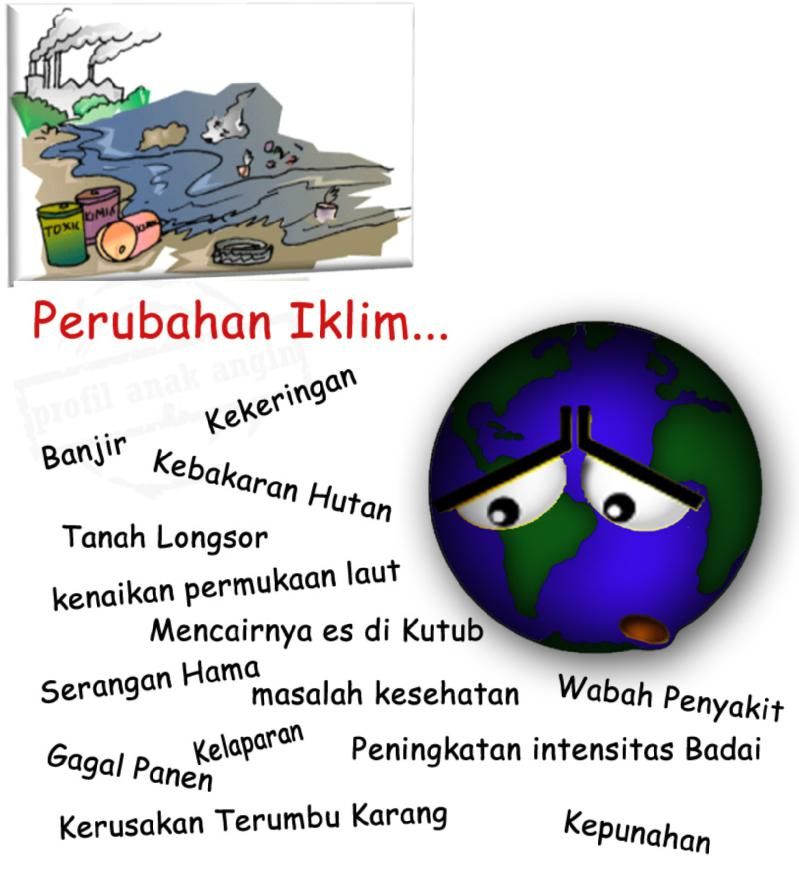 TOXIK
KIMIA
Perubahan Iklim...
profil anak angin
Kekeringan
Banjir
Kebakaran Hutan
Tanah Longsor
kenaikan permukaan laut
Mencairnya es di Kutub
Serangan Hama
masalah kesehatan
Wabah Penyakit
Kelaparan
Gagal Panen
Peningkatan intensitas Badai
Kerusakan Terumbu Karang
Kepunahan